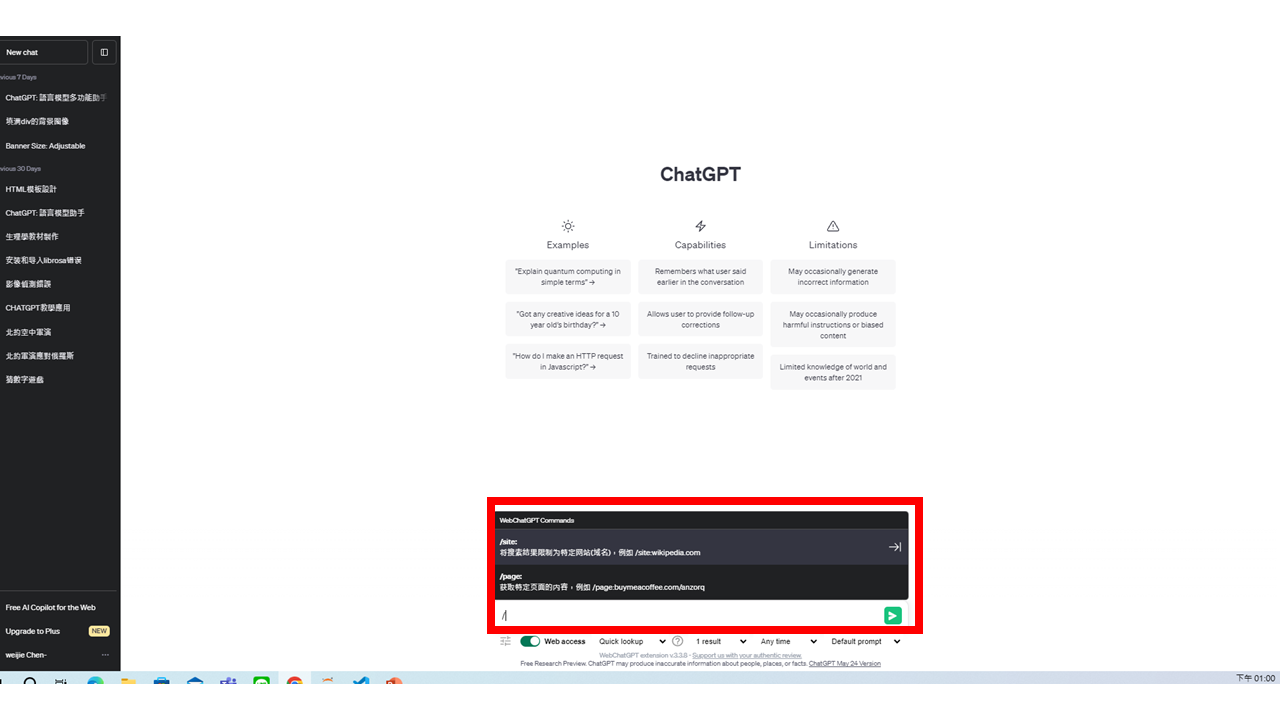 New chat
vious 7 Days
ChatGPT: 語言模型多功能助手
填滿div的背景圖像
Banner Size: Adjustable
vious 30 Days
HTML模板設計
ChatGPT: 語言模型助手
生理學教材製作
安装和导入librosa错误
影像偵測錯誤
CHATGPT教學應用
北約空中軍演
北約軍演應對俄羅斯
猜數字遊戲
Free AI Copilot for the Web
Upgrade to Plus NEW
weijie Chen-
ChatGPT
Examples
"Explain quantum computing in
simple terms" →
"Got any creative ideas for a 10
year old's birthday?" →
"How do I make an HTTP request
in Javascript?" →
Capabilities
Remembers what user said
earlier in the conversation
Allows user to provide follow-up
corrections
Trained to decline inappropriate
requests
Limitations
May occasionally generate
incorrect information
May occasionally produce
harmful instructions or biased
content
Limited knowledge of world and
events after 2021
WebChatGPT Commands
/site:
将搜索结果限制为特定网站(域名)，例如 /site:wikipedia.com
/page:
获取特定页面的内容，例如 /page:buymeacoffee.com/anzorq
/
Web access Quick lookup 1 result Any time Default prompt
WebChatGPT extension v.3.3.8 - Support us with your authentic review.
Free Research Preview. ChatGPT may produce inaccurate information about people, places, or facts. ChatGPT May 24 Version
下午 01:00